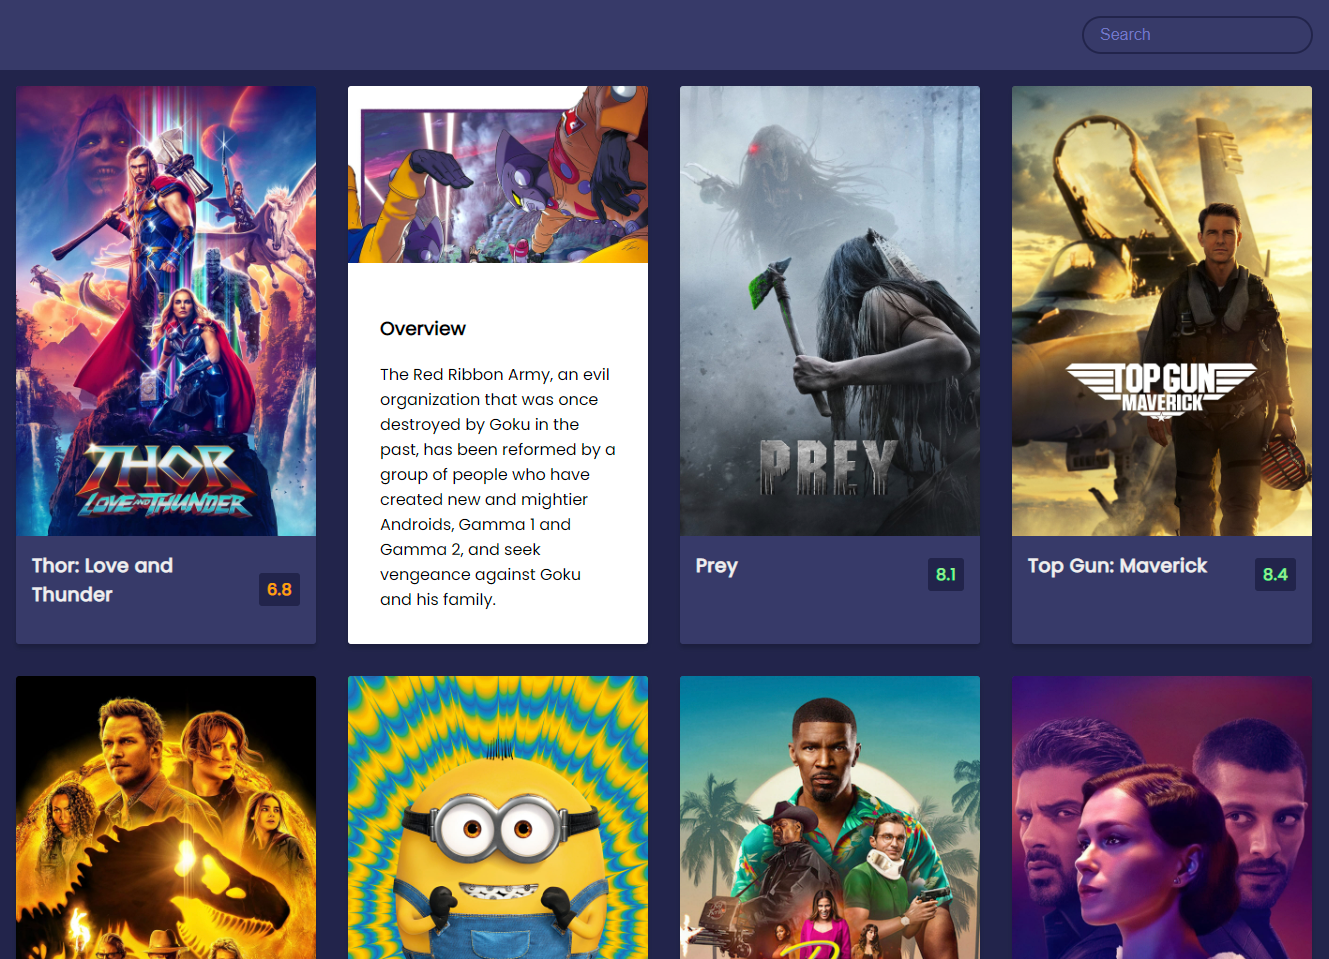 Search
THOR
LOVE AND THUNDER
Thor: Love and
Thunder
6.8
Overview
The Red Ribbon Army, an evil
organization that was once
destroyed by Goku in the
past, has been reformed by a
group of people who have
created new and mightier
Androids, Gamma 1 and
Gamma 2, and seek
vengeance against Goku
and his family.
PREY
Prey
8.1
TOP GUN
MAVERICK
Top Gun: Maverick
8.4